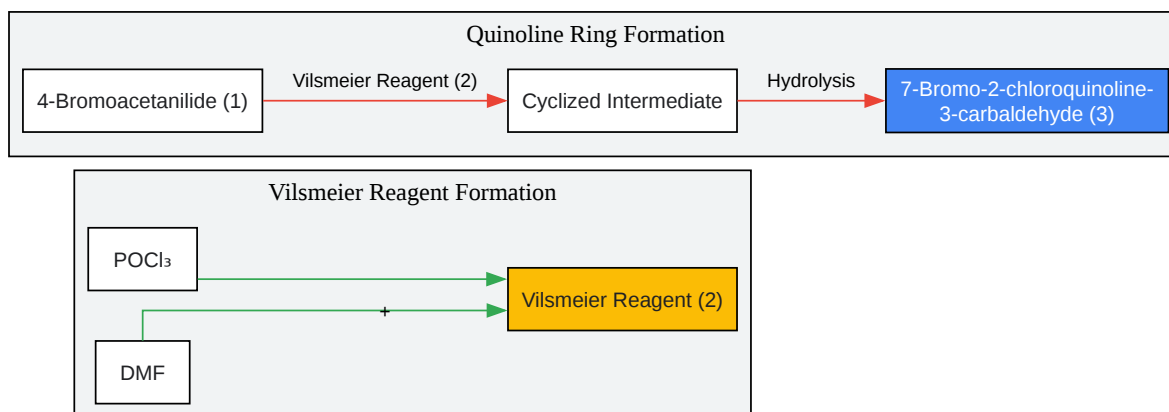 Quinoline Ring Formation
4-Bromoacetanilide (1)
Vilsmeier Reagent (2)
Cyclized Intermediate
Hydrolysis
7-Bromo-2-chloroquinoline-
3-carbaldehyde (3)
Vilsmeier Reagent Formation
POCl₃
+
Vilsmeier Reagent (2)
DMF